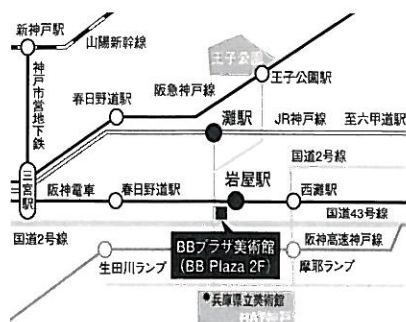 新神戸駅
山陽新幹線
王子公園
神戸市営地下鉄
春日野道駅
阪急神戸線
王子公園駅
灘駅
JR神戸線
至六甲道駅
国道2号線
三宮駅
岩屋駅
阪神電車
春日野道駅
西灘駅
国道43号線
国道2号線
BBプラザ美術館
(BB Plaza 2F)
阪神高速神戸線
生田川ランプ
摩耶ランプ
●兵庫県立美術館